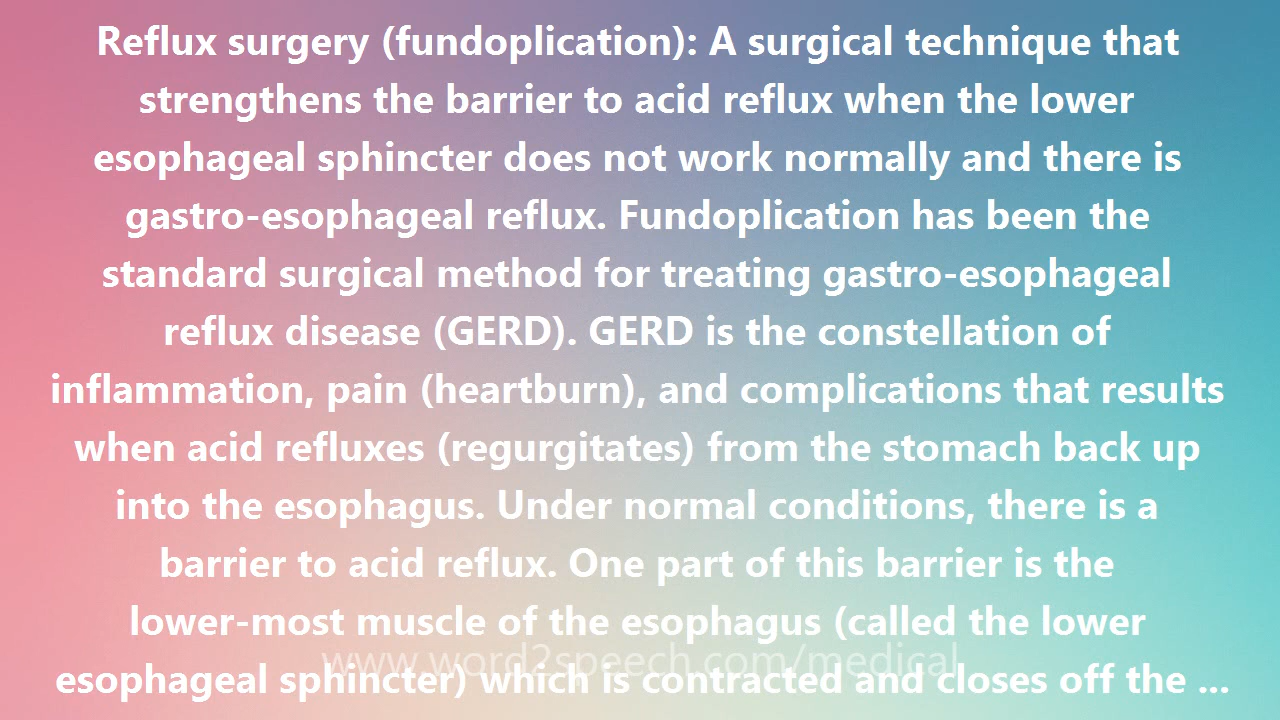 Reflux surgery (fundoplication): A surgical technique that
strengthens the barrier to acid reflux when the lower
esophageal sphincter does not work normally and there is
gastro-esophageal reflux. Fundoplication has been the
standard surgical method for treating gastro-esophageal
reflux disease (GERD). GERD is the constellation of
inflammation, pain (heartburn), and complications that results
when acid refluxes (regurgitates) from the stomach back up
into the esophagus. Under normal conditions, there is a
barrier to acid reflux. One part of this barrier is the
lower-most muscle of the esophagus (called the lower
www.word2speech.com/medical
esophageal sphincter) which is contracted and closes off the ...